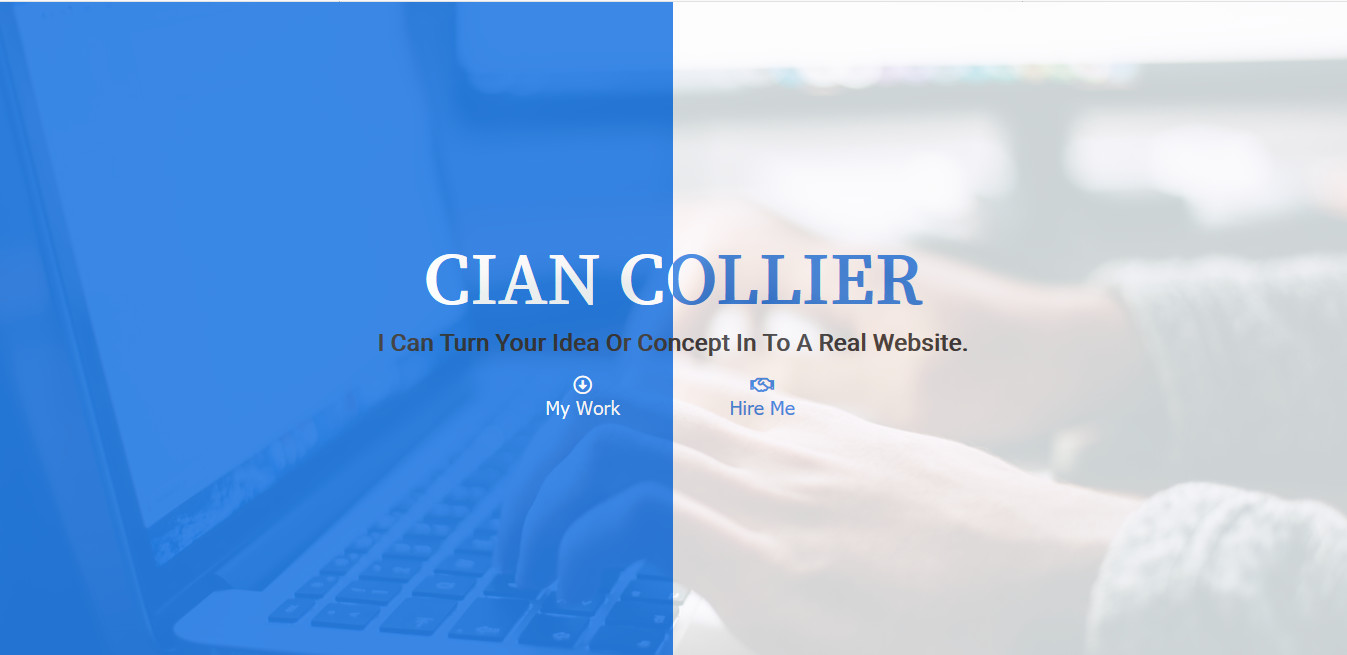 CIAN COLLIER
I Can Turn Your Idea Or Concept In To A Real Website.
My Work
Hire Me